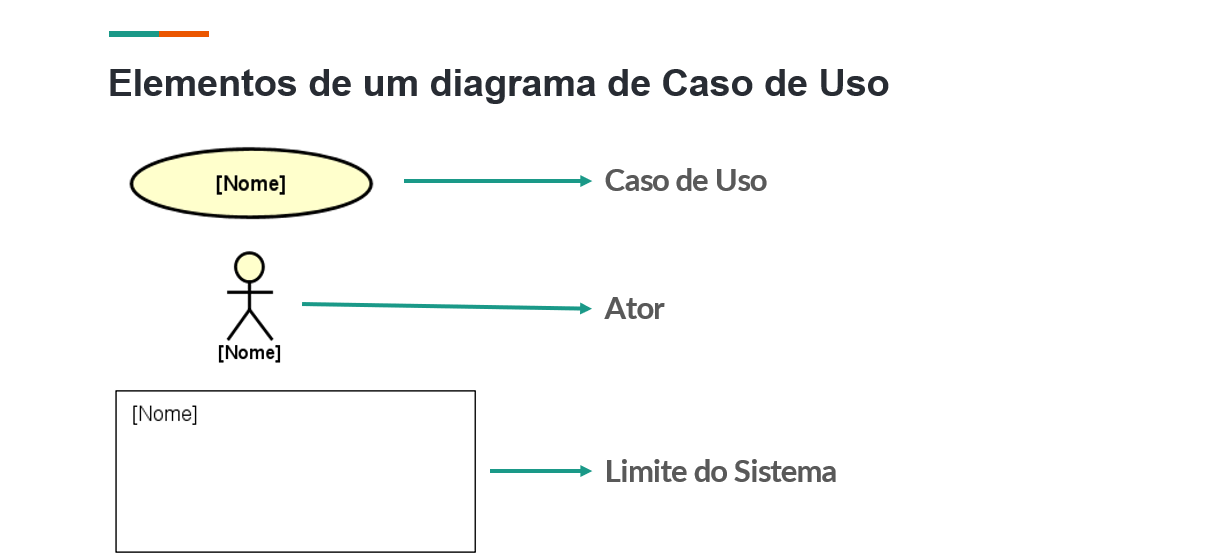 Elementos de um diagrama de Caso de Uso
[Nome]
Caso de Uso
Ator
[Nome]
[Nome]
Limite do Sistema